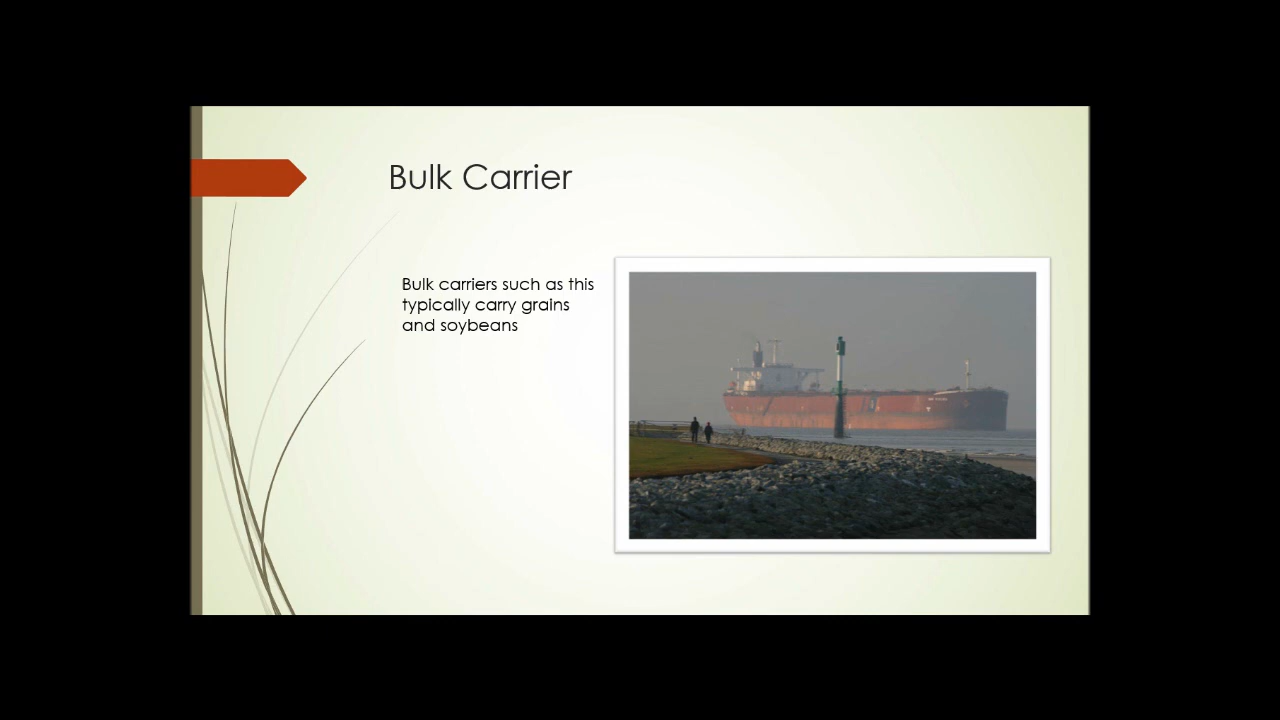 Bulk Carrier
Bulk carriers such as this
typically carry grains
and soybeans